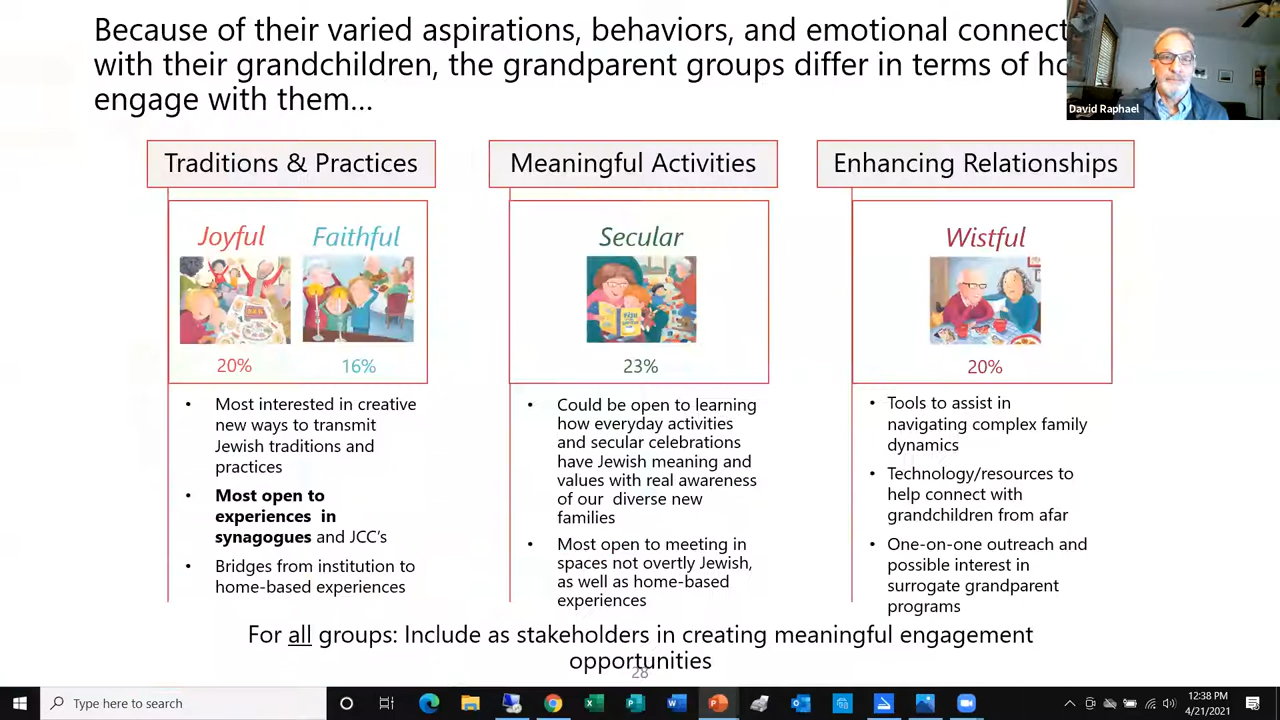 Because of their varied aspirations, behaviors, and emotional connect
with their grandchildren, the grandparent groups differ in terms of ho
engage with them...
David Raphael
Traditions & Practices
Joyful
Faithful
20%
16%
• Most interested in creative
new ways to transmit
Jewish traditions and
practices
• Most open to
experiences in
synagogues and JCC's
• Bridges from institution to
home-based experiences
Meaningful Activities
Secular
23%
• Could be open to learning
how everyday activities
and secular celebrations
have Jewish meaning and
values with real awareness
of our diverse new
families
• Most open to meeting in
spaces not overtly Jewish,
as well as home-based
experiences
Enhancing Relationships
Wistful
20%
• Tools to assist in
navigating complex family
dynamics
• Technology/resources to
help connect with
grandchildren from afar
• One-on-one outreach and
possible interest in
surrogate grandparent
programs
For all groups: Include as stakeholders in creating meaningful engagement
opportunities
28
Type here to search
12:38 PM
4/21/2021